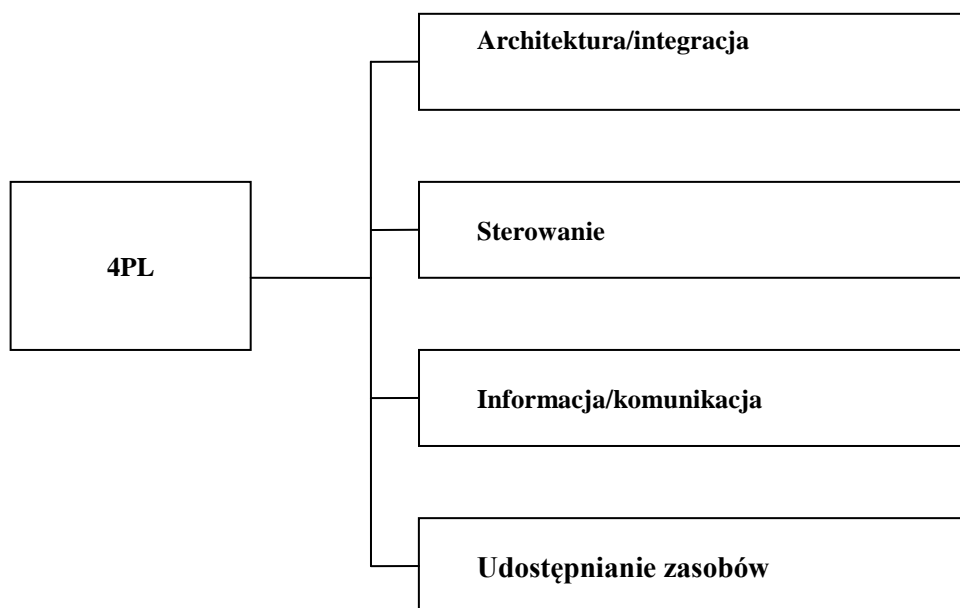 Architektura/integracja
Sterowanie
4PL
Informacja/komunikacja
Udostępnianie zasobów